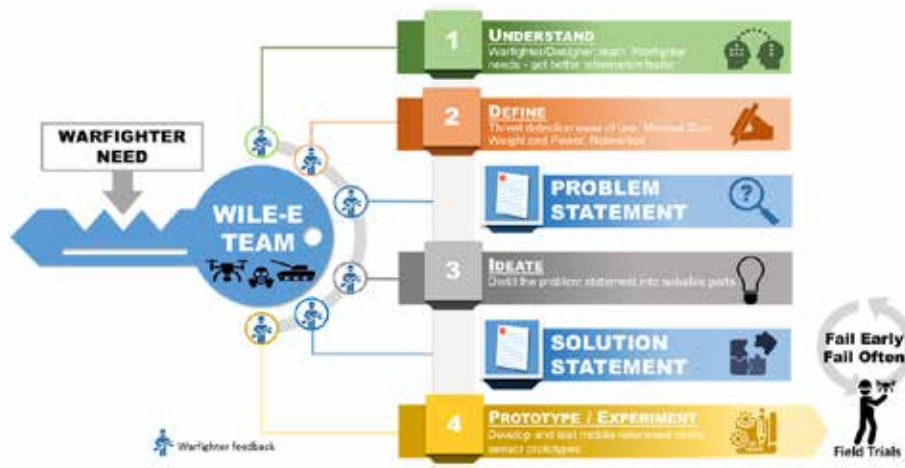 WARFIGHTER
NEED
WILE-E
TEAM
1
UNDERSTAND
Warfighter/Designer team Warfighter
needs - get better information faster
2
DEFINE
Threat detection ease of use, Minimal Size
Weight and Power, Networked
PROBLEM
STATEMENT
?
3
IDEATE
Distill the problem statement into solvable parts
SOLUTION
STATEMENT
4
PROTOTYPE / EXPERIMENT
Develop and test mobile networked
sensor prototypes
Fail Early
Fail Often
Field Trials
Warfighter feedback